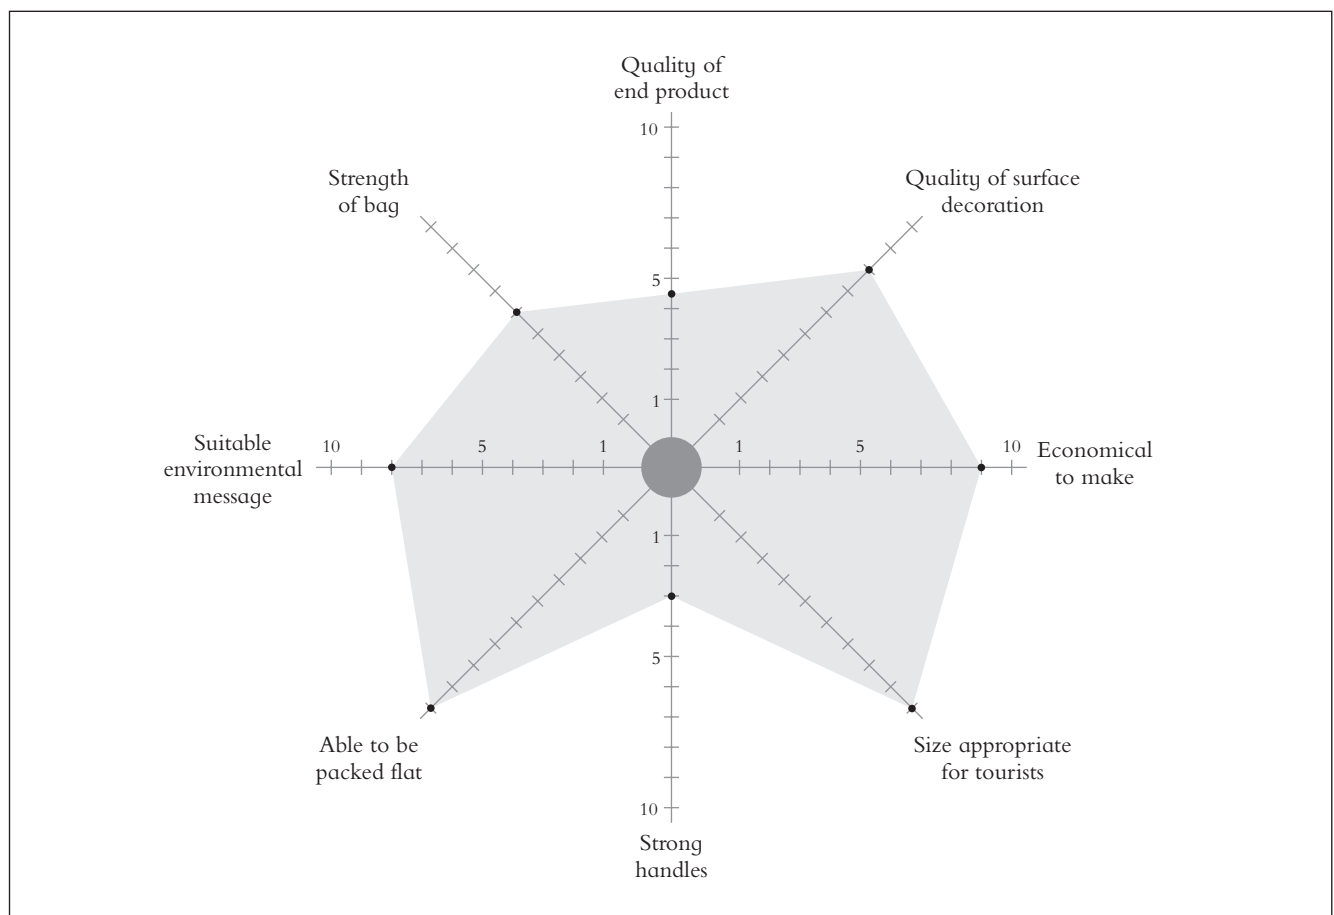 Quality of
end product
10
Strength
of bag
Quality of surface
decoration
5
1
Suitable
environmental
message
10
5
1
1
5
10
Economical
to make
1
5
Able to be
packed flat
Size appropriate
for tourists
10
Strong
handles